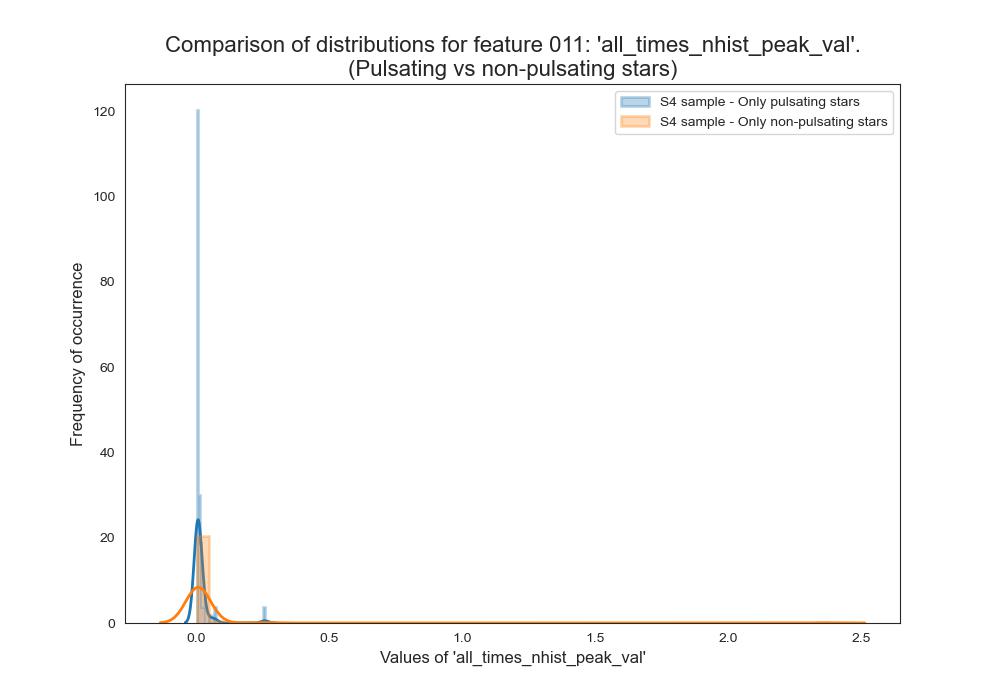 Comparison of distributions for feature 011: 'all_times_nhist_peak_val'.
(Pulsating vs non-pulsating stars)
S4 sample - Only pulsating stars
S4 sample - Only non-pulsating stars
120
100
80
60
40
20
0
Frequency of occurrence
0.0 0.5 1.0 1.5 2.0 2.5
Values of 'all_times_nhist_peak_val'